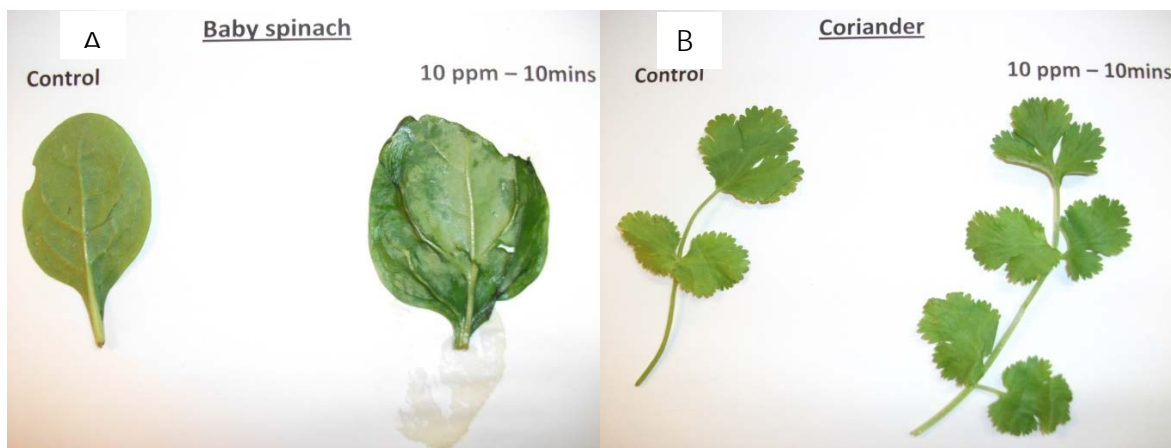 A
Baby spinach
Control
10 ppm – 10mins
B
Coriander
Control
10 ppm – 10mins